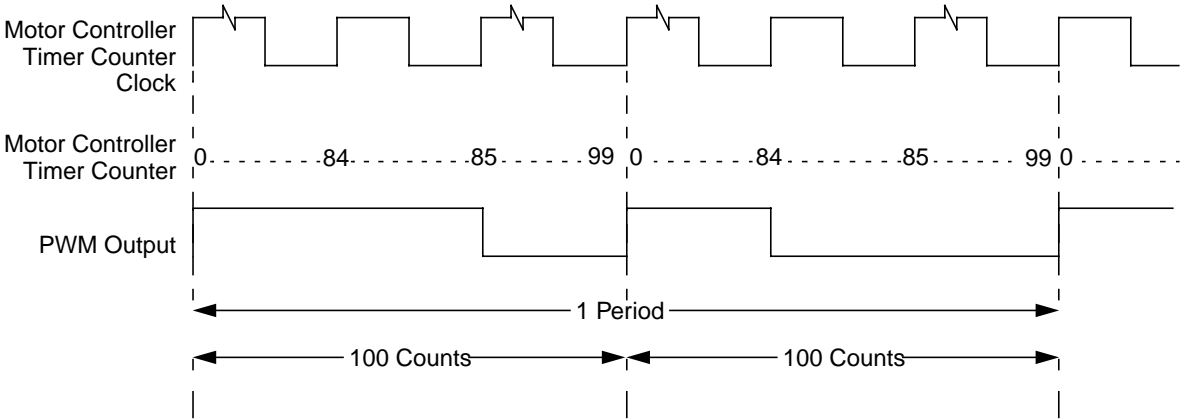 Motor Controller
Timer Counter
Clock
Motor Controller
Timer Counter
0 84 85 99 0 84 85 99 0
PWM Output
1 Period
100 Counts 100 Counts